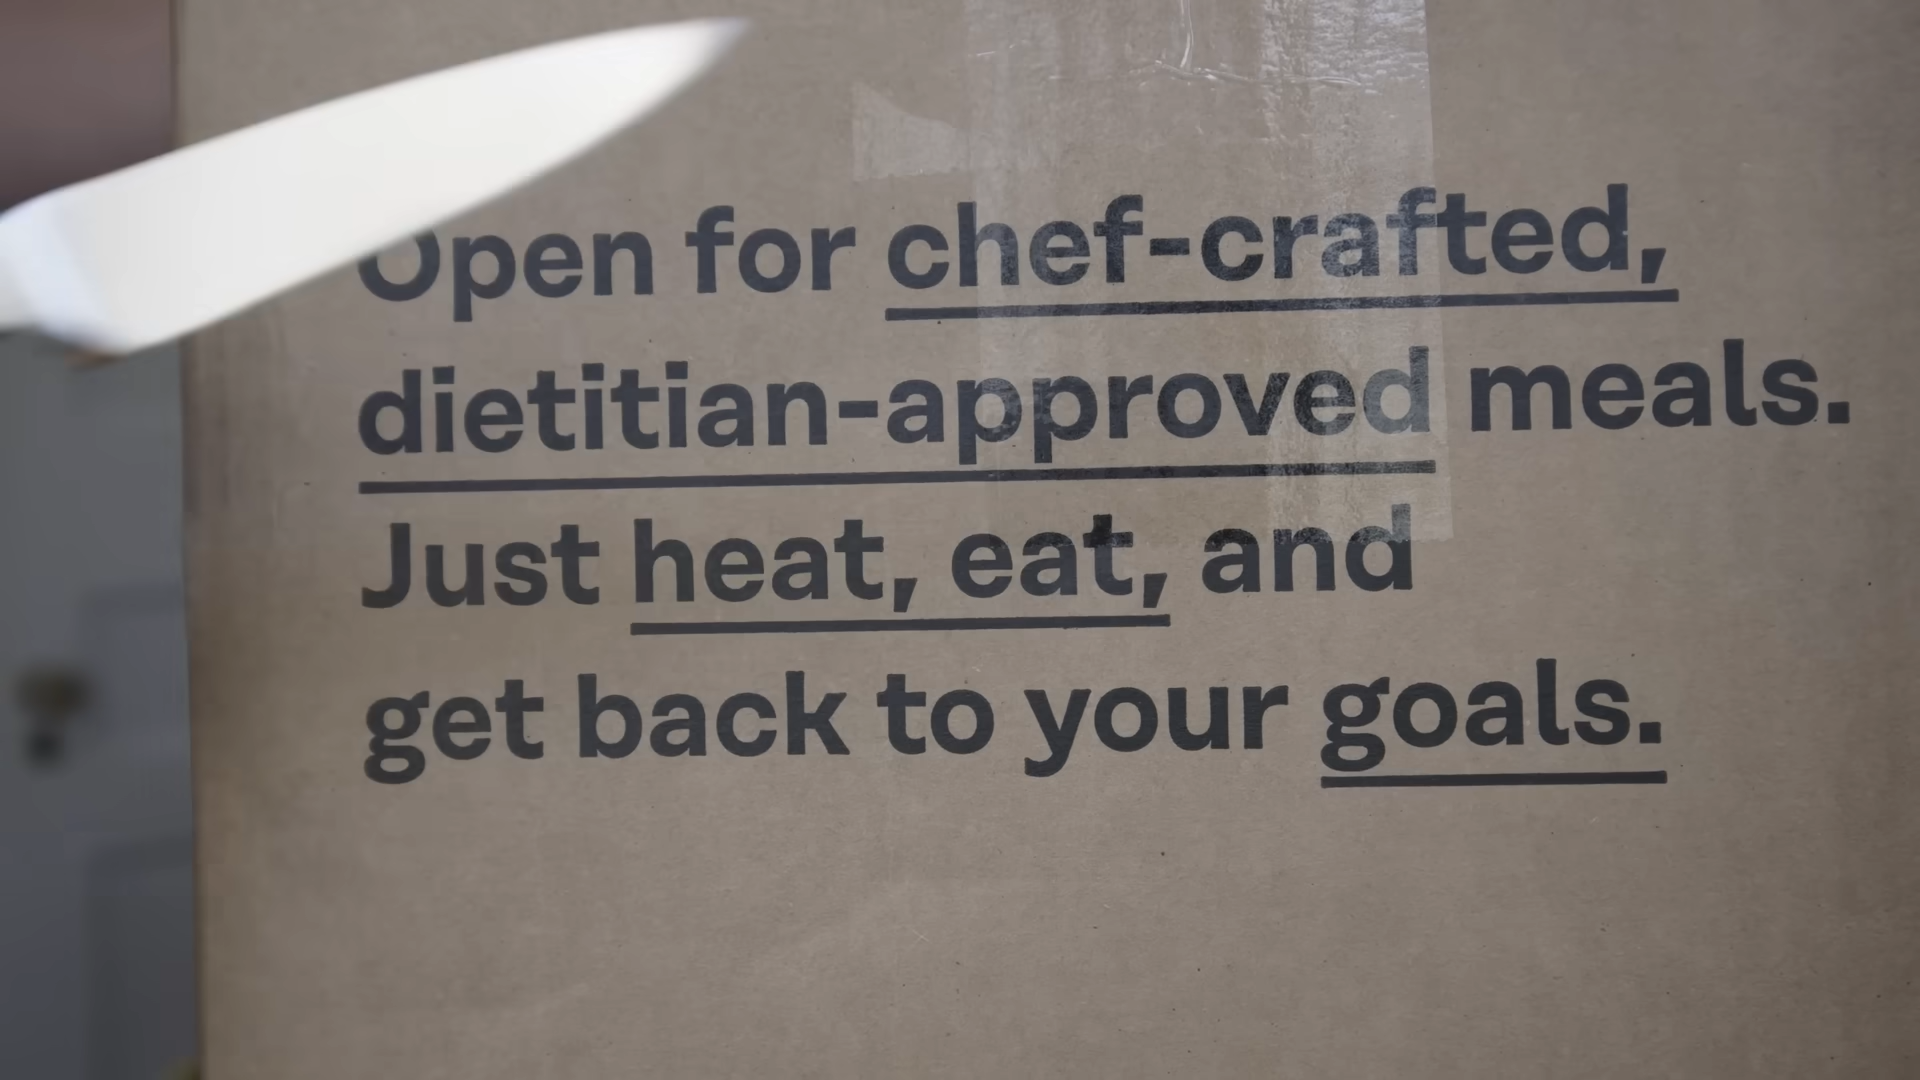 Open for chef-crafted,
dietitian-approved meals.
Just heat, eat, and
get back to your goals.